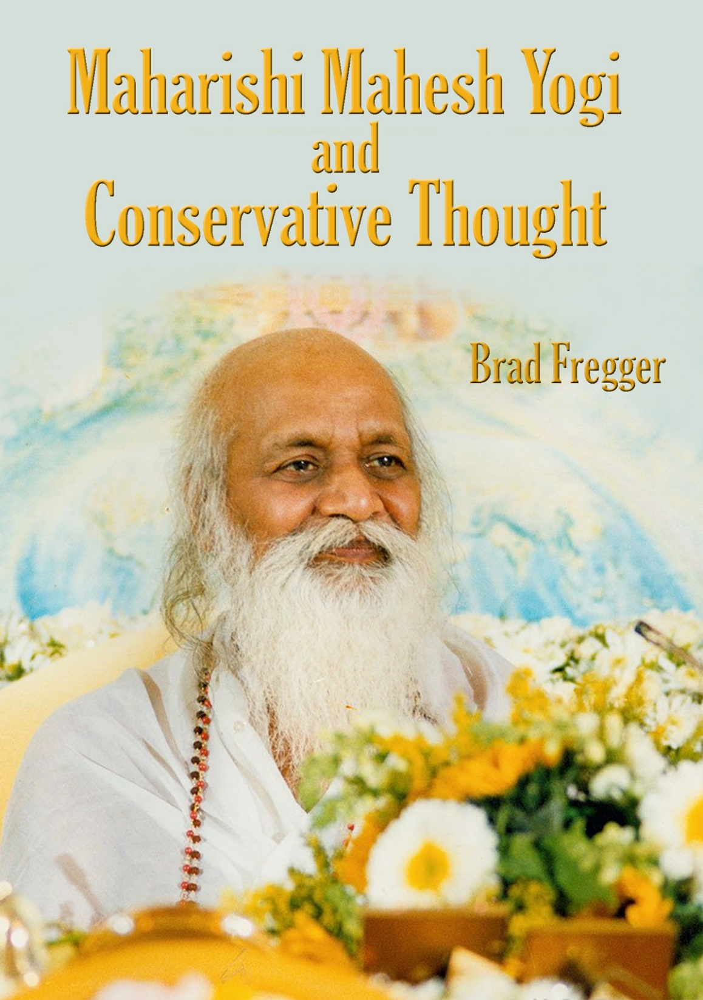 Maharishi Mahesh Yogi
and
Conservative Thought
Brad Fregger